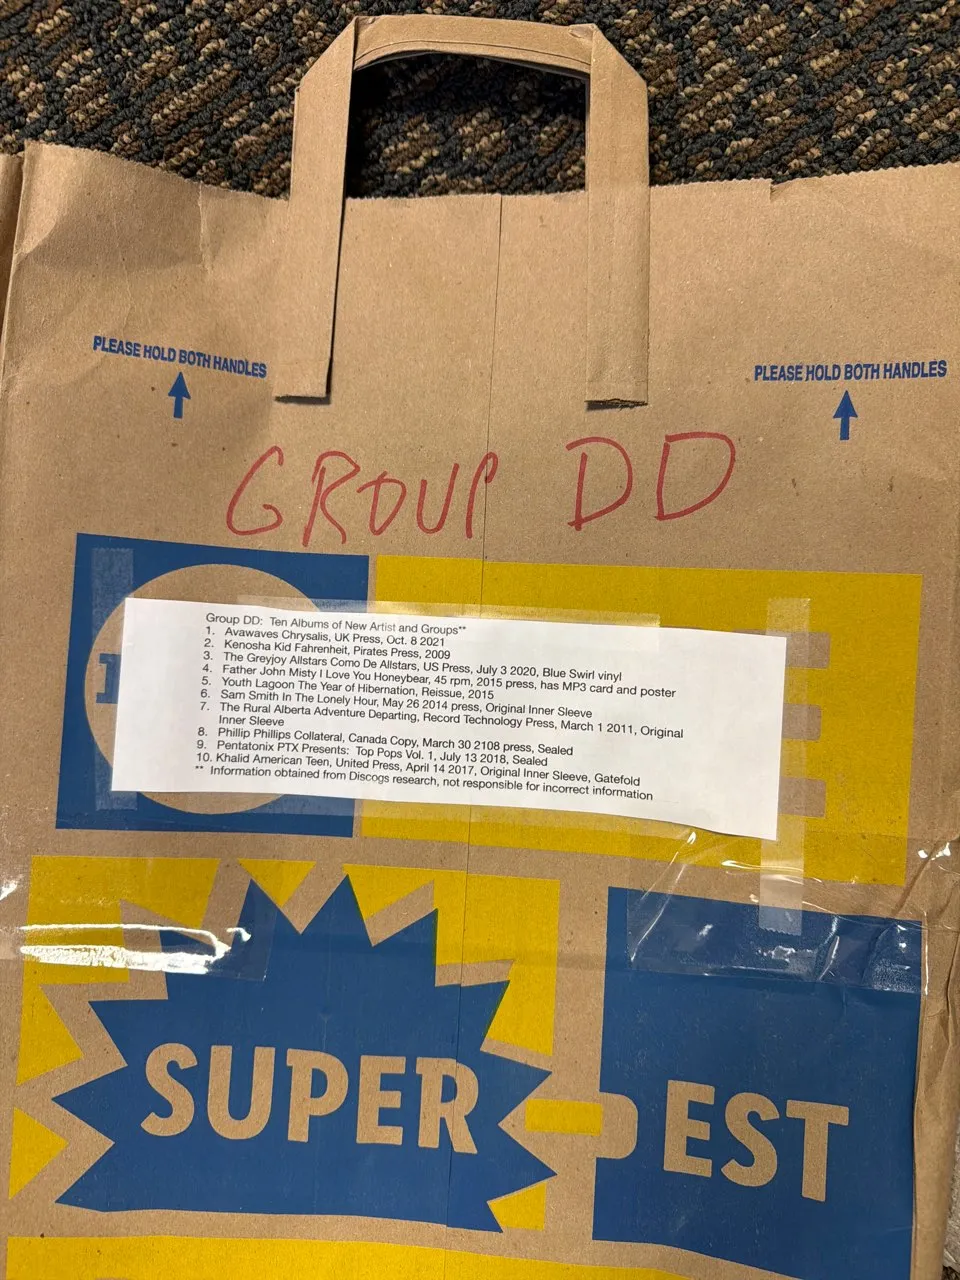 PLEASE HOLD BOTH HANDLES
PLEASE HOLD BOTH HANDLES
GROUP DD
Group DD: Ten Albums of New Artist and Groups**
1. Avawaves Chrysalis, UK Press, Oct. 8 2021
2. Kenosha Kid Fahrenheit, Pirates Press, 2009
3. The Greyjoy Allstars Como De Allstars, US Press, July 3 2020, Blue Swirl vinyl
4. Father John Misty I Love You Honeybear, 45 rpm, 2015 press, has MP3 card and poster
5. Youth Lagoon The Year of Hibernation, Reissue, 2015
6. Sam Smith In The Lonely Hour, May 26 2014 press, Original Inner Sleeve
7. The Rural Alberta Adventure Departing, Record Technology Press, March 1 2011, Original
Inner Sleeve
8. Phillip Phillips Collateral, Canada Copy, March 30 2108 press, Sealed
9. Pentatonix PTX Presents: Top Pops Vol. 1, July 13 2018, Sealed
10. Khalid American Teen, United Press, April 14 2017, Original Inner Sleeve, Gatefold
** Information obtained from Discogs research, not responsible for incorrect information
SUPER
EST